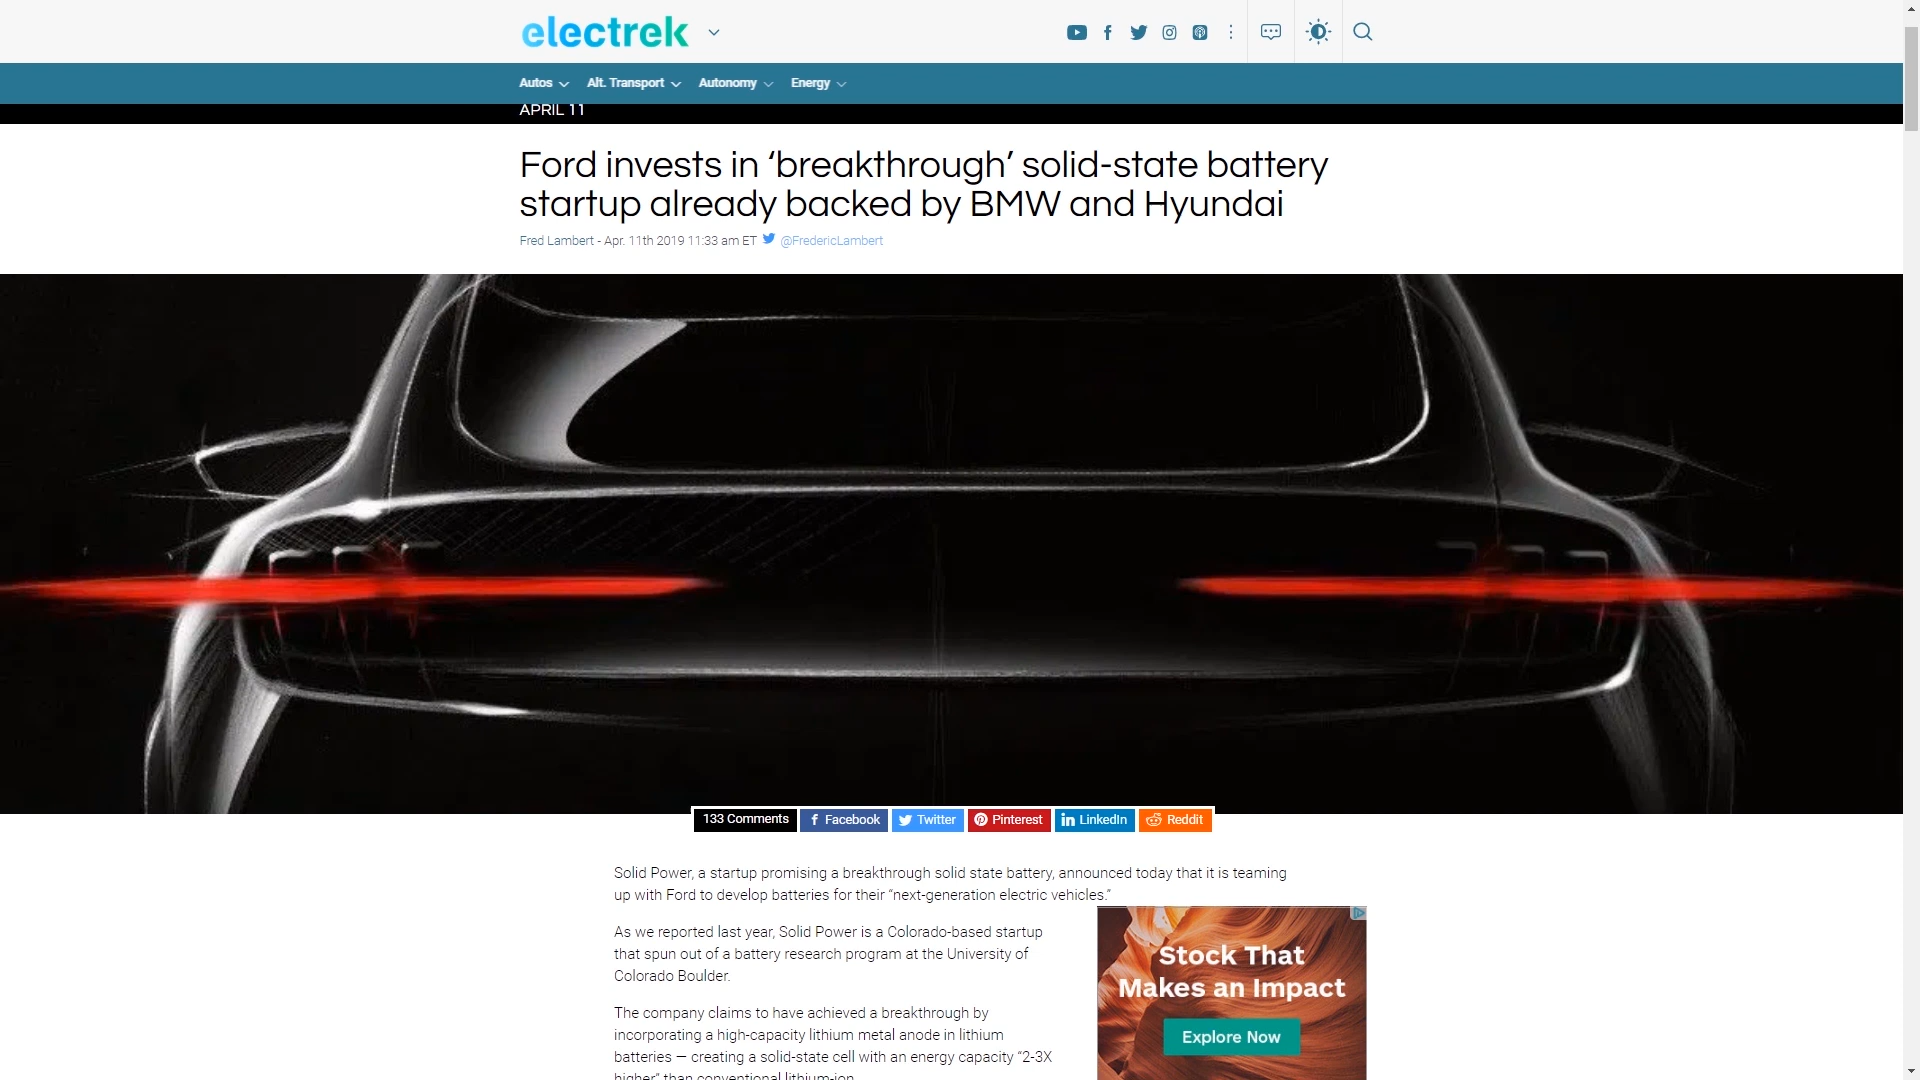 electrek
Autos Alt. Transport Autonomy Energy
APRIL 11
Ford invests in ‘breakthrough’ solid-state battery
startup already backed by BMW and Hyundai
Fred Lambert - Apr. 11th 2019 11:33 am ET @FredericLambert
133 Comments Facebook Twitter Pinterest LinkedIn Reddit
Solid Power, a startup promising a breakthrough solid state battery, announced today that it is teaming
up with Ford to develop batteries for their “next-generation electric vehicles.”
As we reported last year, Solid Power is a Colorado-based startup
that spun out of a battery research program at the University of
Colorado Boulder.
The company claims to have achieved a breakthrough by
incorporating a high-capacity lithium metal anode in lithium
batteries — creating a solid-state cell with an energy capacity “2-3X
higher” than conventional lithium-ion.
Stock That
Makes an Impact
Explore Now